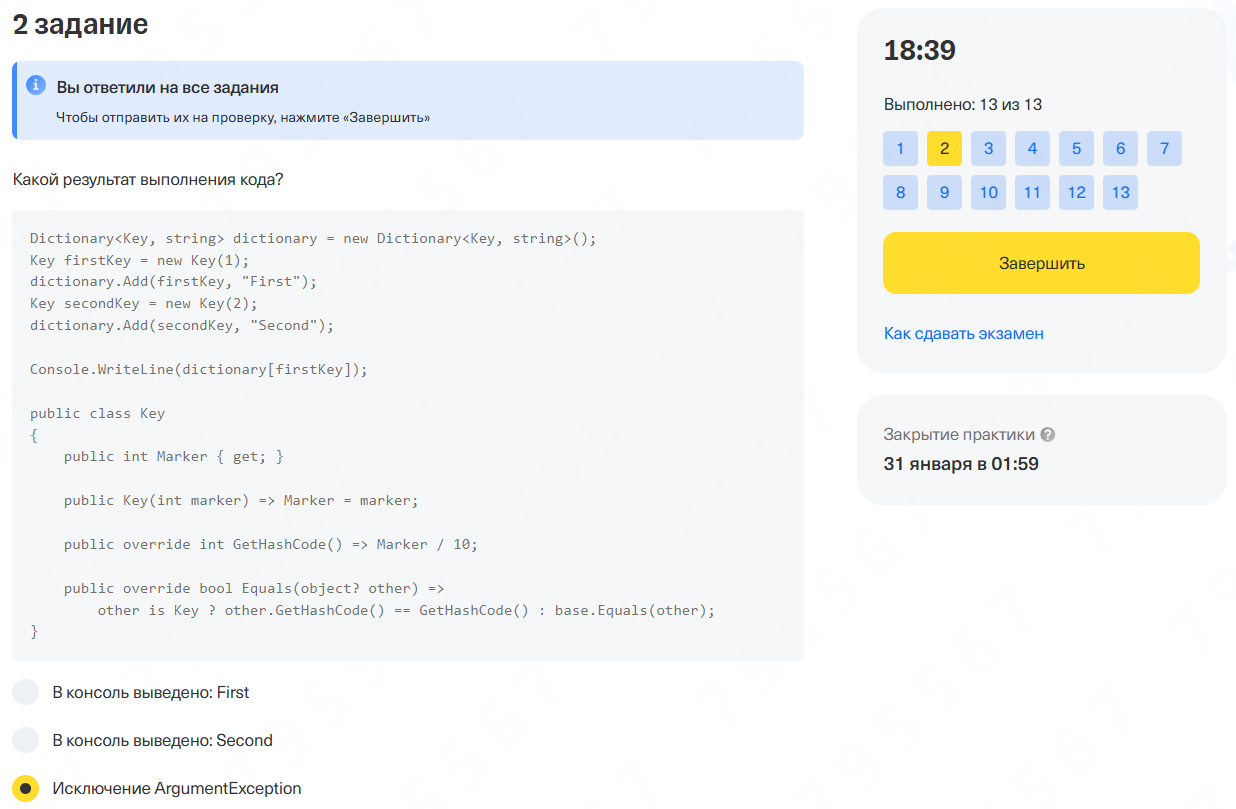 2 задание
Вы ответили на все задания
Чтобы отправить их на проверку, нажмите «Завершить»
Какой результат выполнения кода?
Dictionary<Key, string> dictionary = new Dictionary<Key, string>();
Key firstKey = new Key(1);
dictionary.Add(firstKey, "First");
Key secondKey = new Key(2);
dictionary.Add(secondKey, "Second");
Console.WriteLine(dictionary[firstKey]);
public class Key
{
    public int Marker { get; }
    public Key(int marker) => Marker = marker;
    public override int GetHashCode() => Marker / 10;
    public override bool Equals(object? other) =>
        other is Key ? other.GetHashCode() == GetHashCode() : base.Equals(other);
}
В консоль выведено: First
В консоль выведено: Second
Исключение ArgumentException
18:39
Выполнено: 13 из 13
1 2 3 4 5 6 7
8 9 10 11 12 13
Завершить
Как сдавать экзамен
Закрытие практики ?
31 января в 01:59